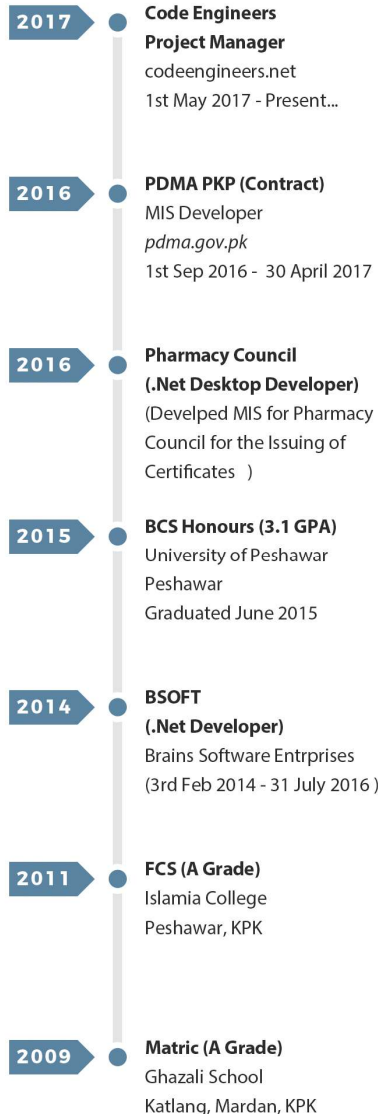 2017
Code Engineers
Project Manager
codeengineers.net
1st May 2017 - Present...
2016
PDMA PKP (Contract)
MIS Developer
pdma.gov.pk
1st Sep 2016 -  30 April 2017
2016
Pharmacy Council
(.Net Desktop Developer)
(Develped MIS for Pharmacy
Council for the Issuing of
Certificates   )
2015
BCS Honours (3.1 GPA)
University of Peshawar
Peshawar
Graduated June 2015
2014
BSOFT
(.Net Developer)
Brains Software Entrprises
(3rd Feb 2014 - 31 July 2016 )
2011
FCS (A Grade)
Islamia College
Peshawar, KPK
2009
Matric (A Grade)
Ghazali School
Katlang, Mardan, KPK